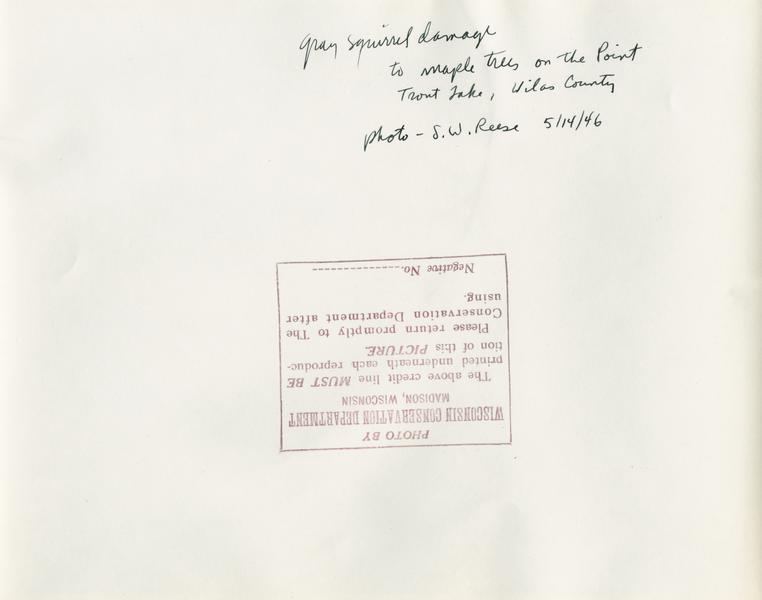 gray squirrel damage
to maple trees on the Point
Trout Lake, Vilas County
photo - S.W. Reese 5/14/46
PHOTO BY
WISCONSIN CONSERVATION DEPARTMENT
MADISON, WISCONSIN
The above credit line MUST BE
printed underneath each reproduc-
tion of this PICTURE.
Please return promptly to The
Conservation Department after
using.
Negative No.----------------